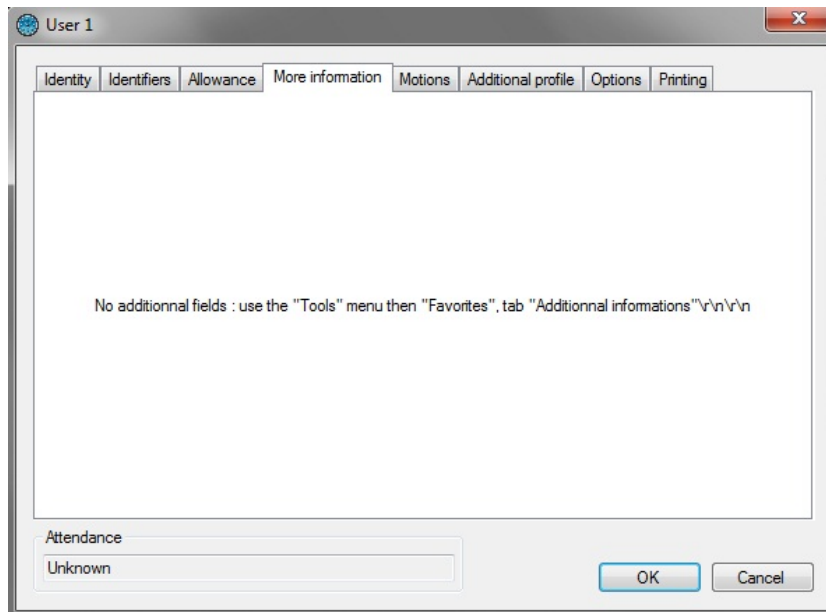 User 1
Identity Identifiers Allowance More information Motions Additional profile Options Printing
No additionnal fields : use the "Tools" menu then "Favorites", tab "Additionnal informations"\r\n\r\n
Attendance
Unknown
OK Cancel